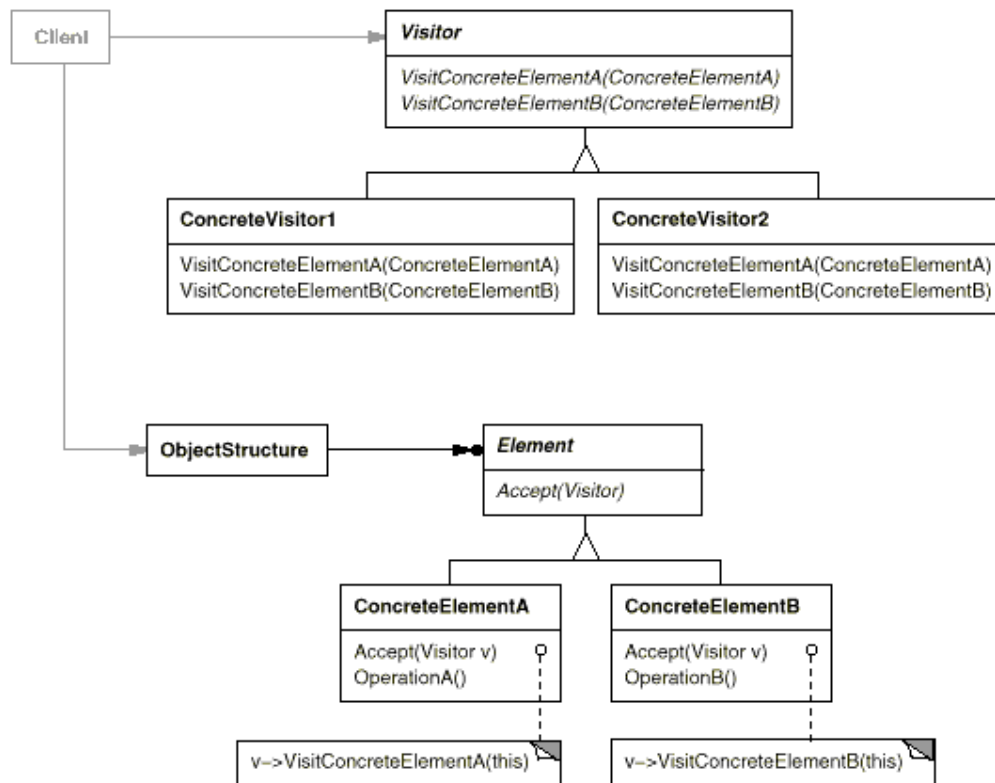 Client
Visitor
VisitConcreteElementA(ConcreteElementA)
VisitConcreteElementB(ConcreteElementB)
ConcreteVisitor1
VisitConcreteElementA(ConcreteElementA)
VisitConcreteElementB(ConcreteElementB)
ConcreteVisitor2
VisitConcreteElementA(ConcreteElementA)
VisitConcreteElementB(ConcreteElementB)
ObjectStructure
Element
Accept(Visitor)
ConcreteElementA
Accept(Visitor v)
OperationA()
ConcreteElementB
Accept(Visitor v)
OperationB()
v–>VisitConcreteElementA(this)
v–>VisitConcreteElementB(this)